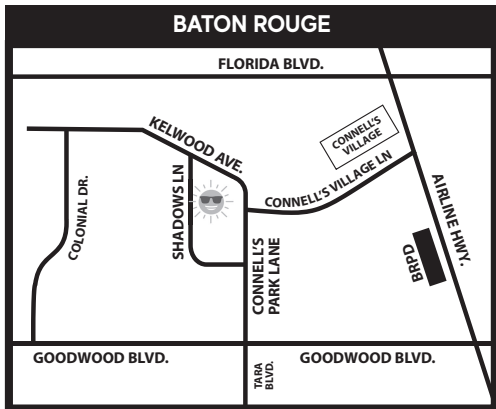 BATON ROUGE
FLORIDA BLVD.
KELWOOD AVE.
CONNELL'S
VILLAGE
CONNELL'S VILLAGE LN
COLONIAL DR.
SHADOWS LN
CONNELL'S
PARK LANE
AIRLINE HWY.
BRPD
GOODWOOD BLVD.
TARA
BLVD.
GOODWOOD BLVD.